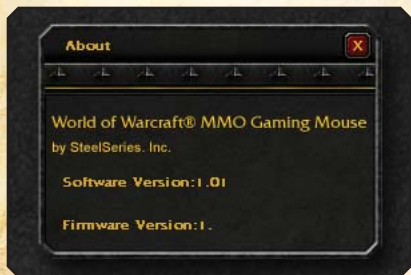 About
World of Warcraft® MMO Gaming Mouse
by SteelSeries. Inc.
Software Version:1.01
Firmware Version:1.